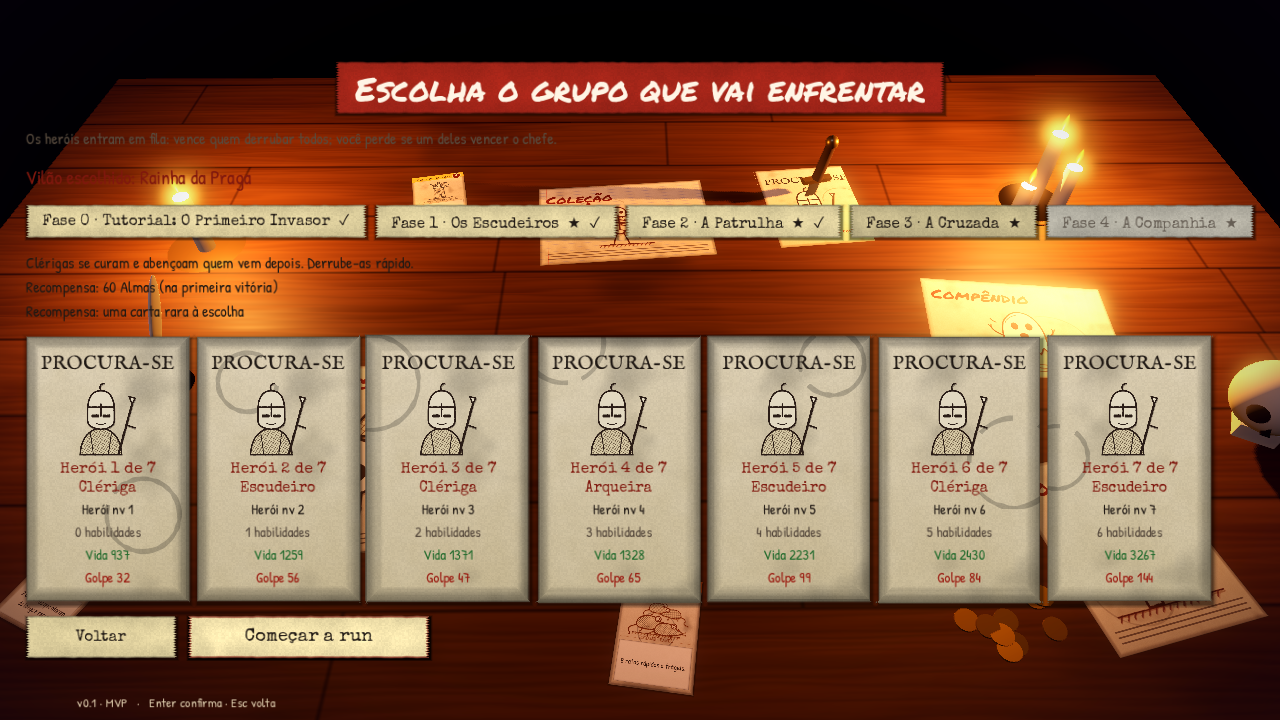 Escolha o grupo que vai enfrentar
Os heróis entram em fila: vence quem derrubar todos; você perde se um deles vencer o chefe.
Vilão escolhido: Rainha da Praga
COLEÇÃO
Fase 0 · Tutorial: O Primeiro Invasor ✓
Fase 1 · Os Escudeiros ★ ✓
Fase 2 · A Patrulha ★ ✓
Fase 3 · A Cruzada ★
Fase 4 · A Companhia ★
Clérigas se curam e abençoam quem vem depois. Derrube-as rápido.
Recompensa: 60 Almas (na primeira vitória)
Recompensa: uma carta rara à escolha
COMPÊNDIO
PROCURA-SE
Herói 1 de 7
Clériga
Herói nv 1
0 habilidades
Vida 937
Golpe 32
PROCURA-SE
Herói 2 de 7
Escudeiro
Herói nv 2
1 habilidades
Vida 1259
Golpe 56
PROCURA-SE
Herói 3 de 7
Clériga
Herói nv 3
2 habilidades
Vida 1371
Golpe 47
PROCURA-SE
Herói 4 de 7
Arqueira
Herói nv 4
3 habilidades
Vida 1328
Golpe 65
PROCURA-SE
Herói 5 de 7
Escudeiro
Herói nv 5
4 habilidades
Vida 2231
Golpe 99
PROCURA-SE
Herói 6 de 7
Clériga
Herói nv 6
5 habilidades
Vida 2430
Golpe 84
PROCURA-SE
Herói 7 de 7
Escudeiro
Herói nv 7
6 habilidades
Vida 3267
Golpe 144
Voltar
Começar a run
v0.1 · MVP · Enter confirma · Esc volta